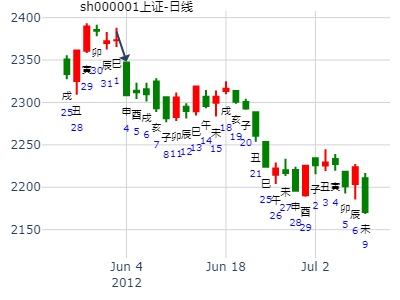 sh000001上证-日线
2400
2350
2300
2250
2200
2150
戌
25
丑
28
寅
29
卯
30
辰
31
巳
1
申
4
酉
5
戌
6
亥
7
子
8
卯
11
辰
12
巳
13
午
14
未
15
戌
18
亥
19
子
20
丑
21
巳
25
午
26
未
27
申
28
酉
29
子
2
丑
3
寅
4
卯
5
辰
6
未
9
Jun 4
2012
Jun 18
Jul 2